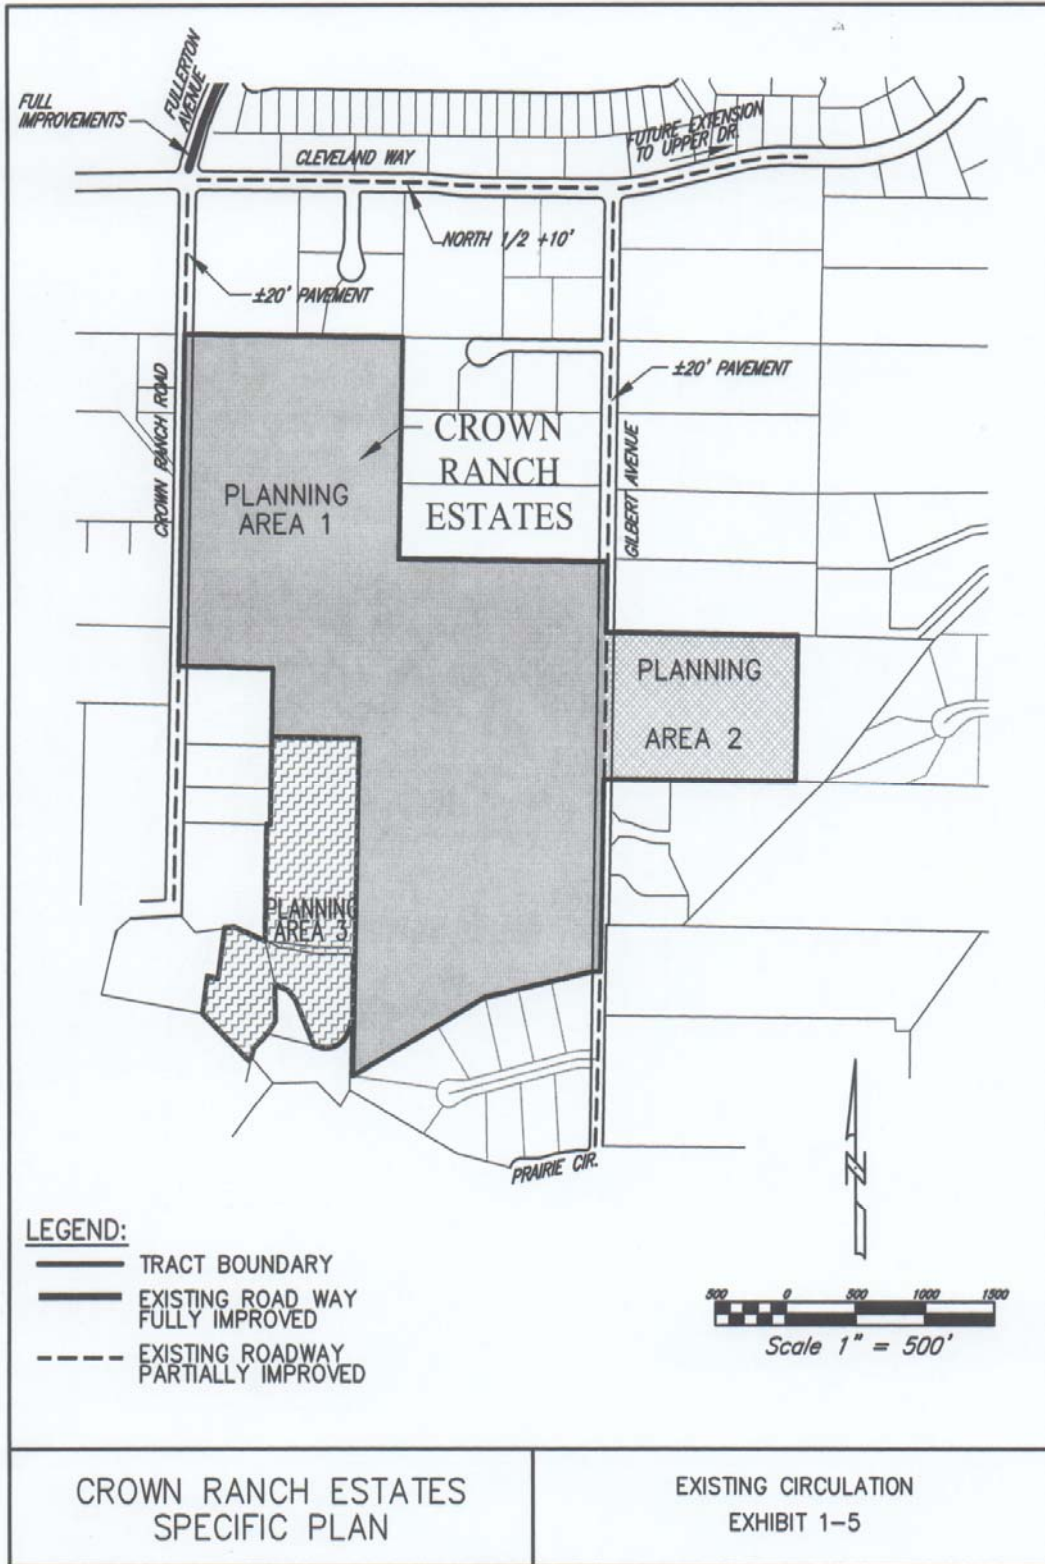 FULL
IMPROVEMENTS
FULLERTON
AVENUE
CLEVELAND WAY
FUTURE EXTENSION
TO UPPER DR.
NORTH 1/2 +10'
±20' PAVEMENT
±20' PAVEMENT
CROWN RANCH ROAD
GILBERT AVENUE
CROWN
RANCH
ESTATES
PLANNING
AREA 1
PLANNING
AREA 2
PLANNING
AREA 3
PRAIRIE CIR.
N
LEGEND:
TRACT BOUNDARY
EXISTING ROAD WAY
FULLY IMPROVED
EXISTING ROADWAY
PARTIALLY IMPROVED
500 0 500 1000 1500
Scale 1" = 500'
CROWN RANCH ESTATES
SPECIFIC PLAN
EXISTING CIRCULATION
EXHIBIT 1-5